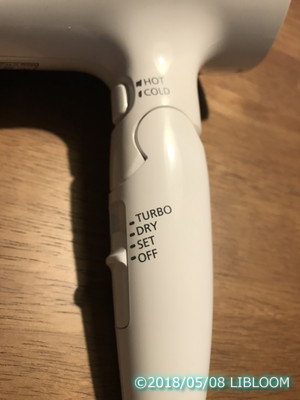 HOT
COLD
TURBO
DRY
SET
OFF
©2018/05/08 LIBLOOM